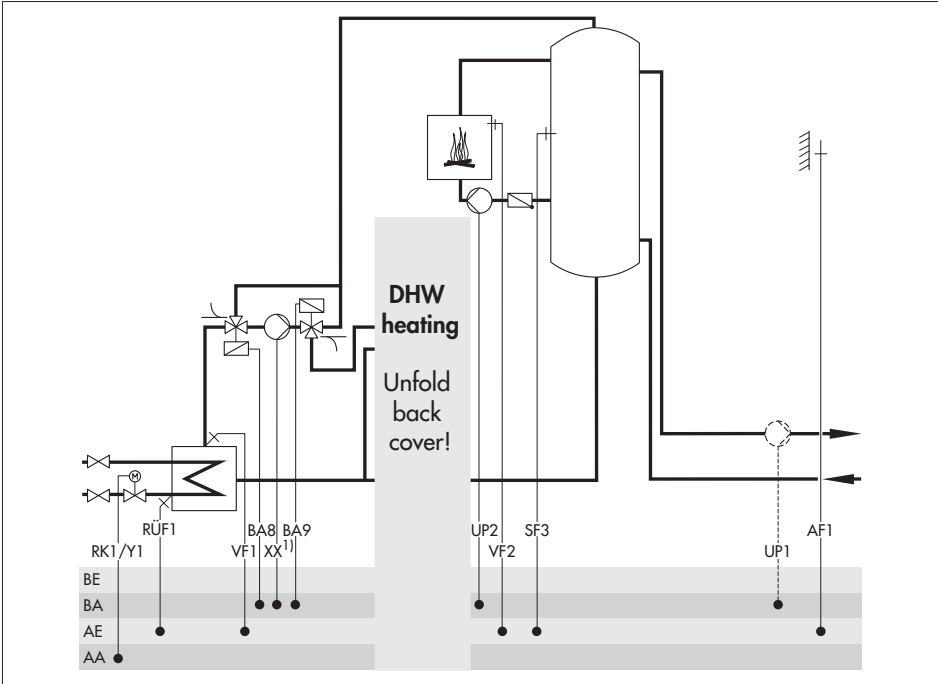 DHW
heating
Unfold
back
cover!
M
RÜF1 BA8 BA9 UP2 SF3 AF1
RK1/Y1 VF1 XX1) VF2 UP1
BE
BA
AE
AA